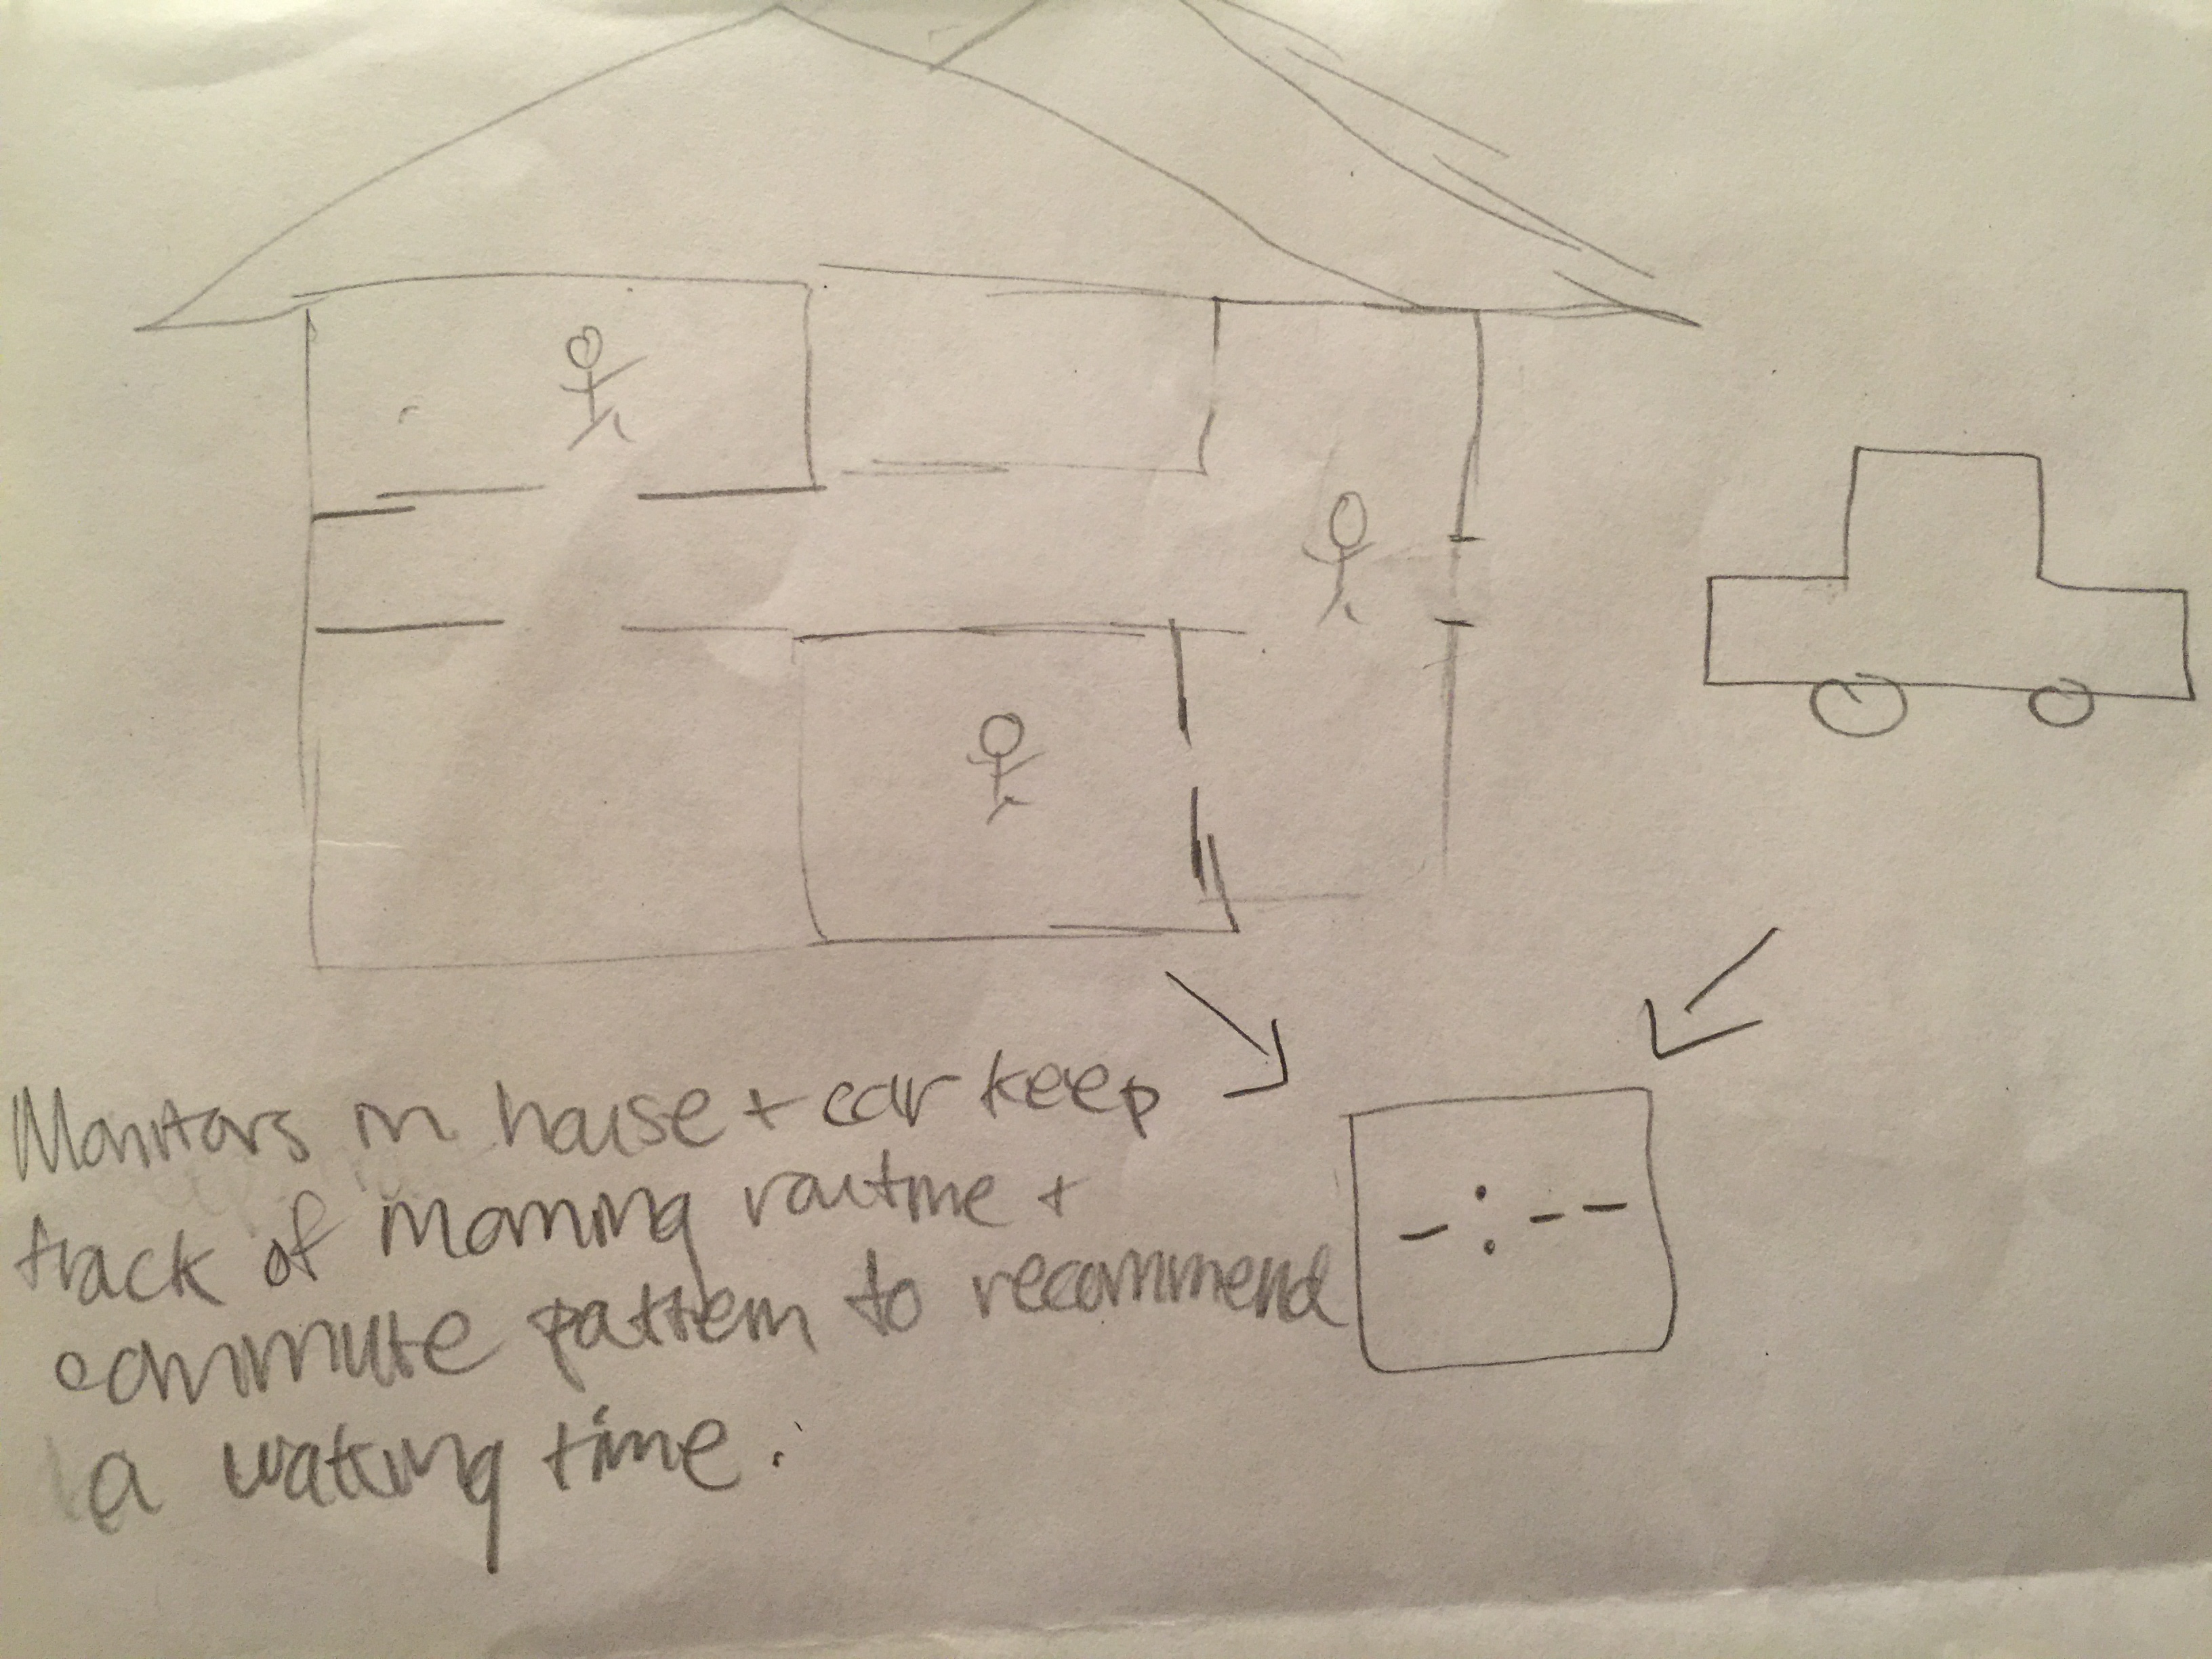 Monitors in house + car keep
track of morning routine +
commute pattern to recommend
a waking time.
-:--